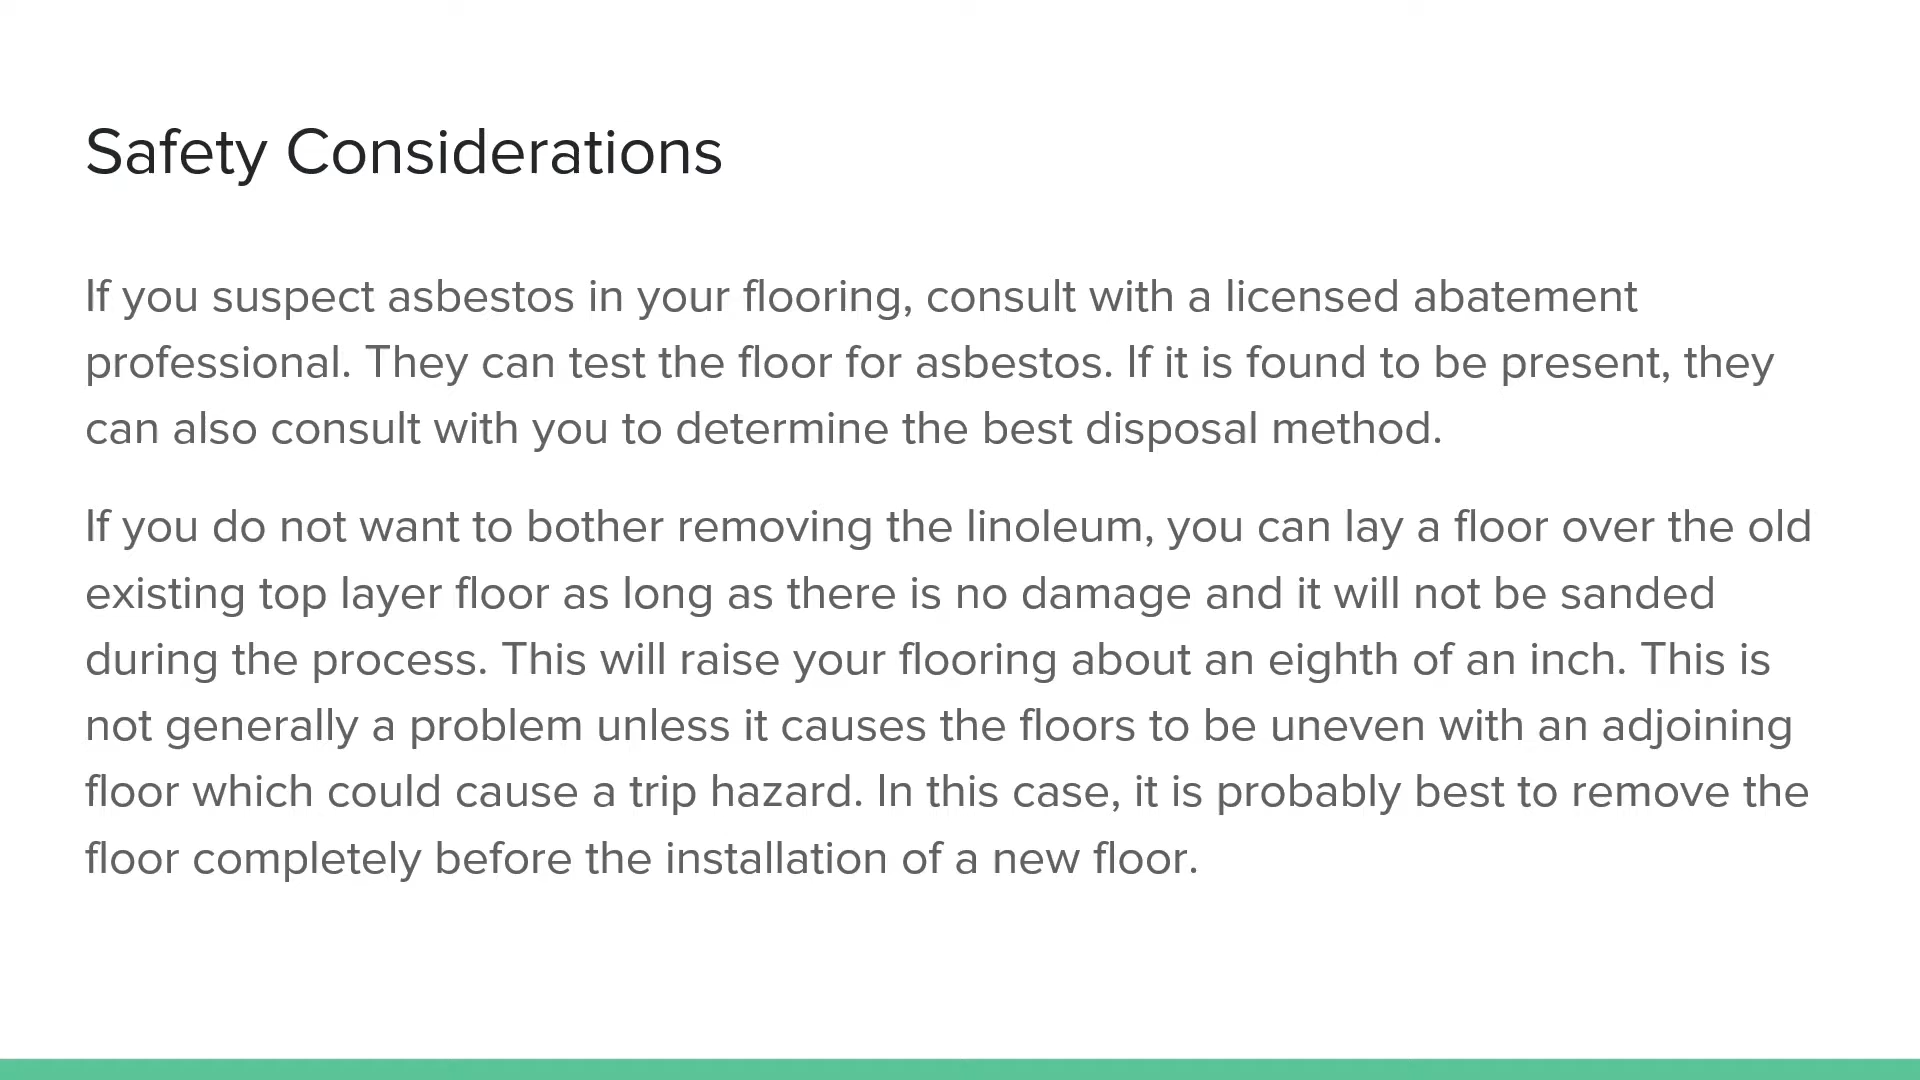 Safety Considerations
If you suspect asbestos in your flooring, consult with a licensed abatement
professional. They can test the floor for asbestos. If it is found to be present, they
can also consult with you to determine the best disposal method.
If you do not want to bother removing the linoleum, you can lay a floor over the old
existing top layer floor as long as there is no damage and it will not be sanded
during the process. This will raise your flooring about an eighth of an inch. This is
not generally a problem unless it causes the floors to be uneven with an adjoining
floor which could cause a trip hazard. In this case, it is probably best to remove the
floor completely before the installation of a new floor.